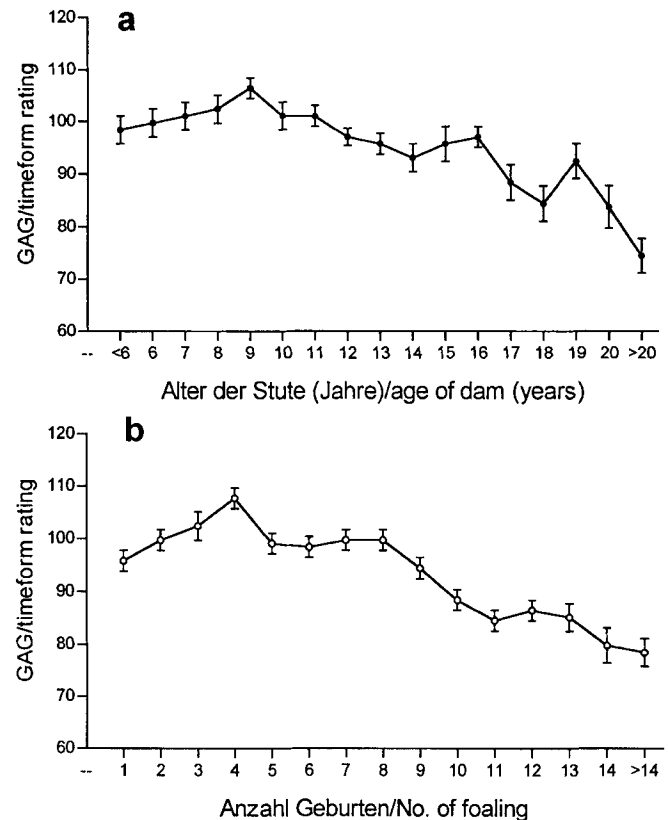 a
120
110
100
90
80
70
60
GAG/timeform rating
-- <6 6 7 8 9 10 11 12 13 14 15 16 17 18 19 20 >20
Alter der Stute (Jahre)/age of dam (years)
b
120
110
100
90
80
70
60
GAG/timeform rating
-- 1 2 3 4 5 6 7 8 9 10 11 12 13 14 >14
Anzahl Geburten/No. of foaling